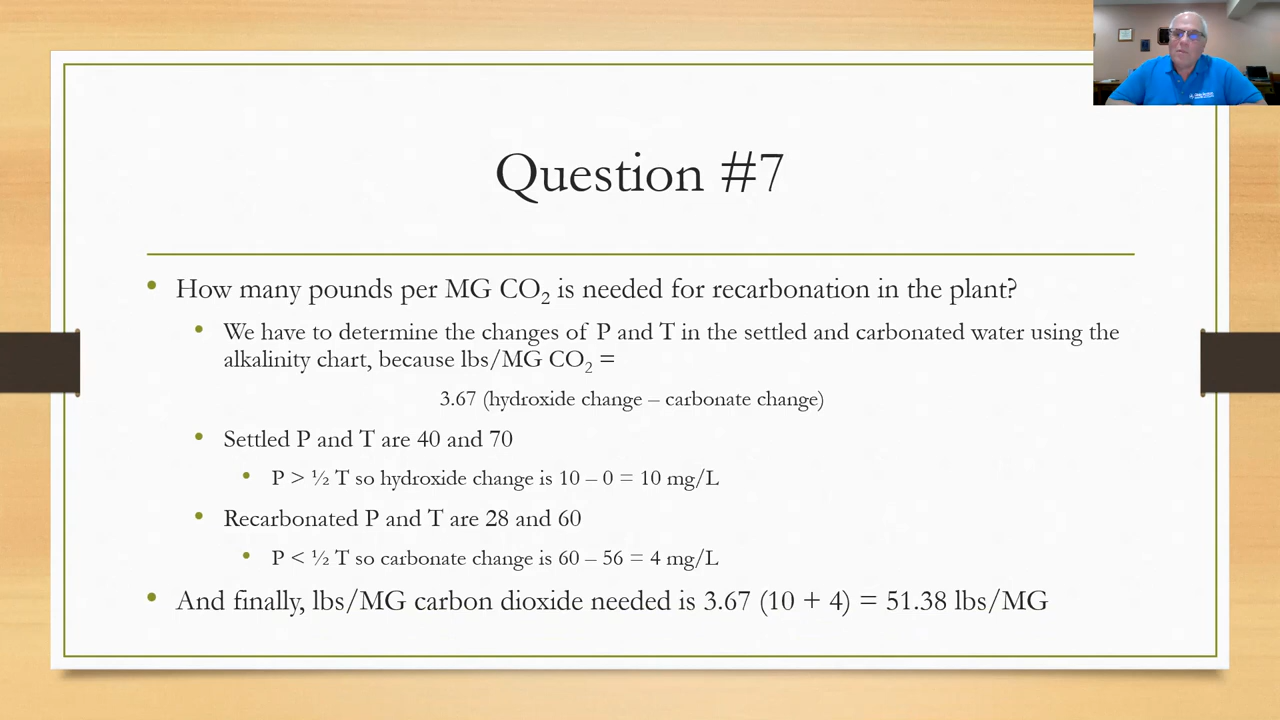 Question #7
• How many pounds per MG CO₂ is needed for recarbonation in the plant?
• We have to determine the changes of P and T in the settled and carbonated water using the
alkalinity chart, because lbs/MG CO₂ =
3.67 (hydroxide change – carbonate change)
• Settled P and T are 40 and 70
• P > ½ T so hydroxide change is 10 – 0 = 10 mg/L
• Recarbonated P and T are 28 and 60
• P < ½ T so carbonate change is 60 – 56 = 4 mg/L
• And finally, lbs/MG carbon dioxide needed is 3.67 (10 + 4) = 51.38 lbs/MG